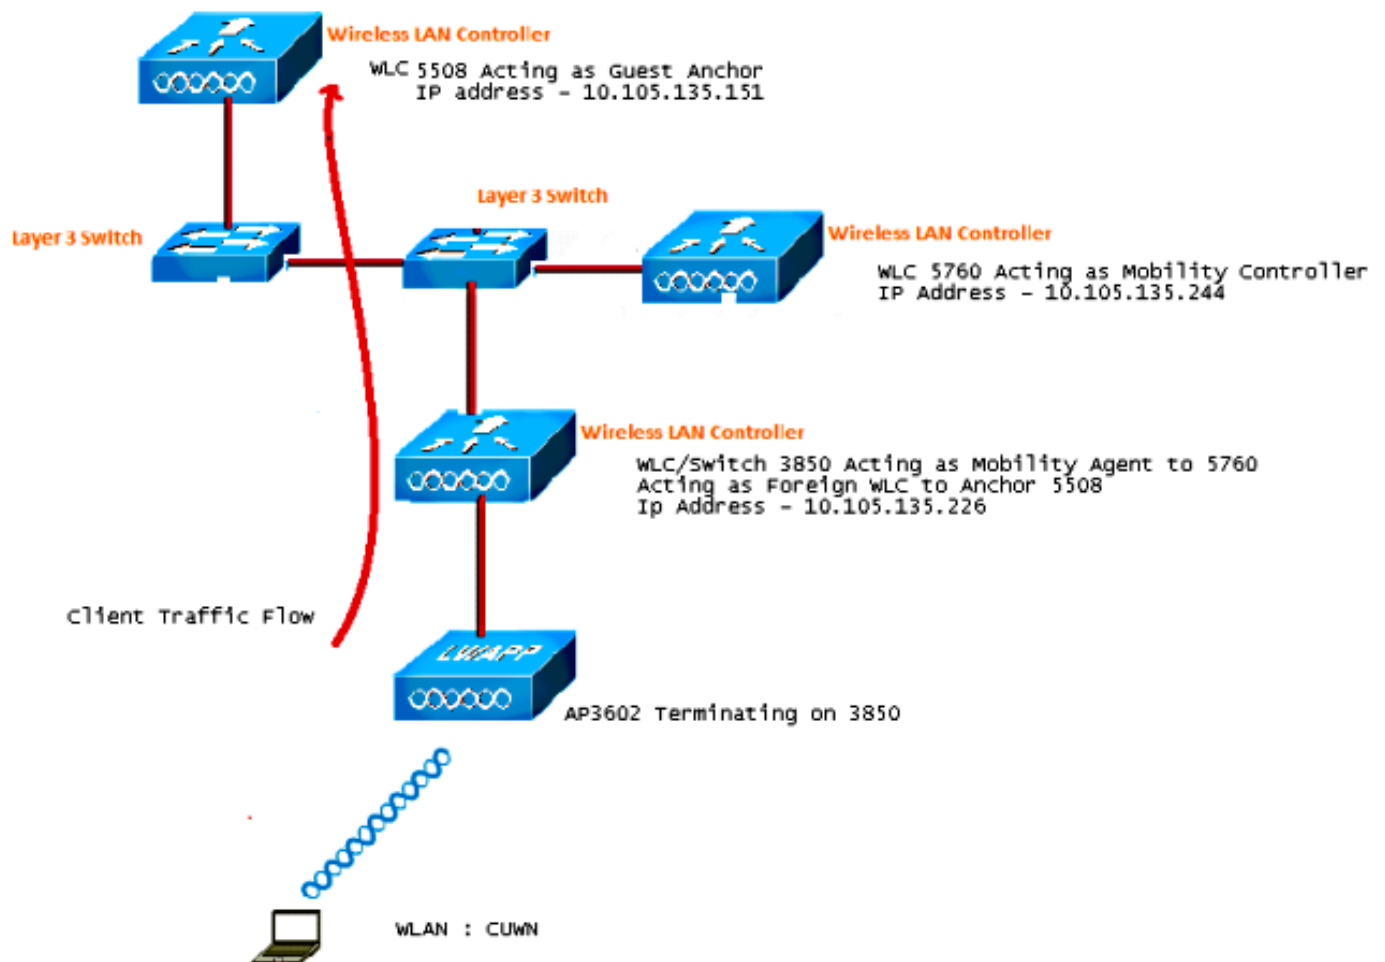 Wireless LAN Controller
WLC 5508 Acting as Guest Anchor
IP address - 10.105.135.151
Layer 3 Switch
Layer 3 Switch
Wireless LAN Controller
WLC 5760 Acting as Mobility Controller
IP Address - 10.105.135.244
Wireless LAN Controller
WLC/Switch 3850 Acting as Mobility Agent to 5760
Acting as Foreign WLC to Anchor 5508
Ip Address - 10.105.135.226
Client Traffic Flow
LWAPP
AP3602 Terminating on 3850
WLAN : CUWN